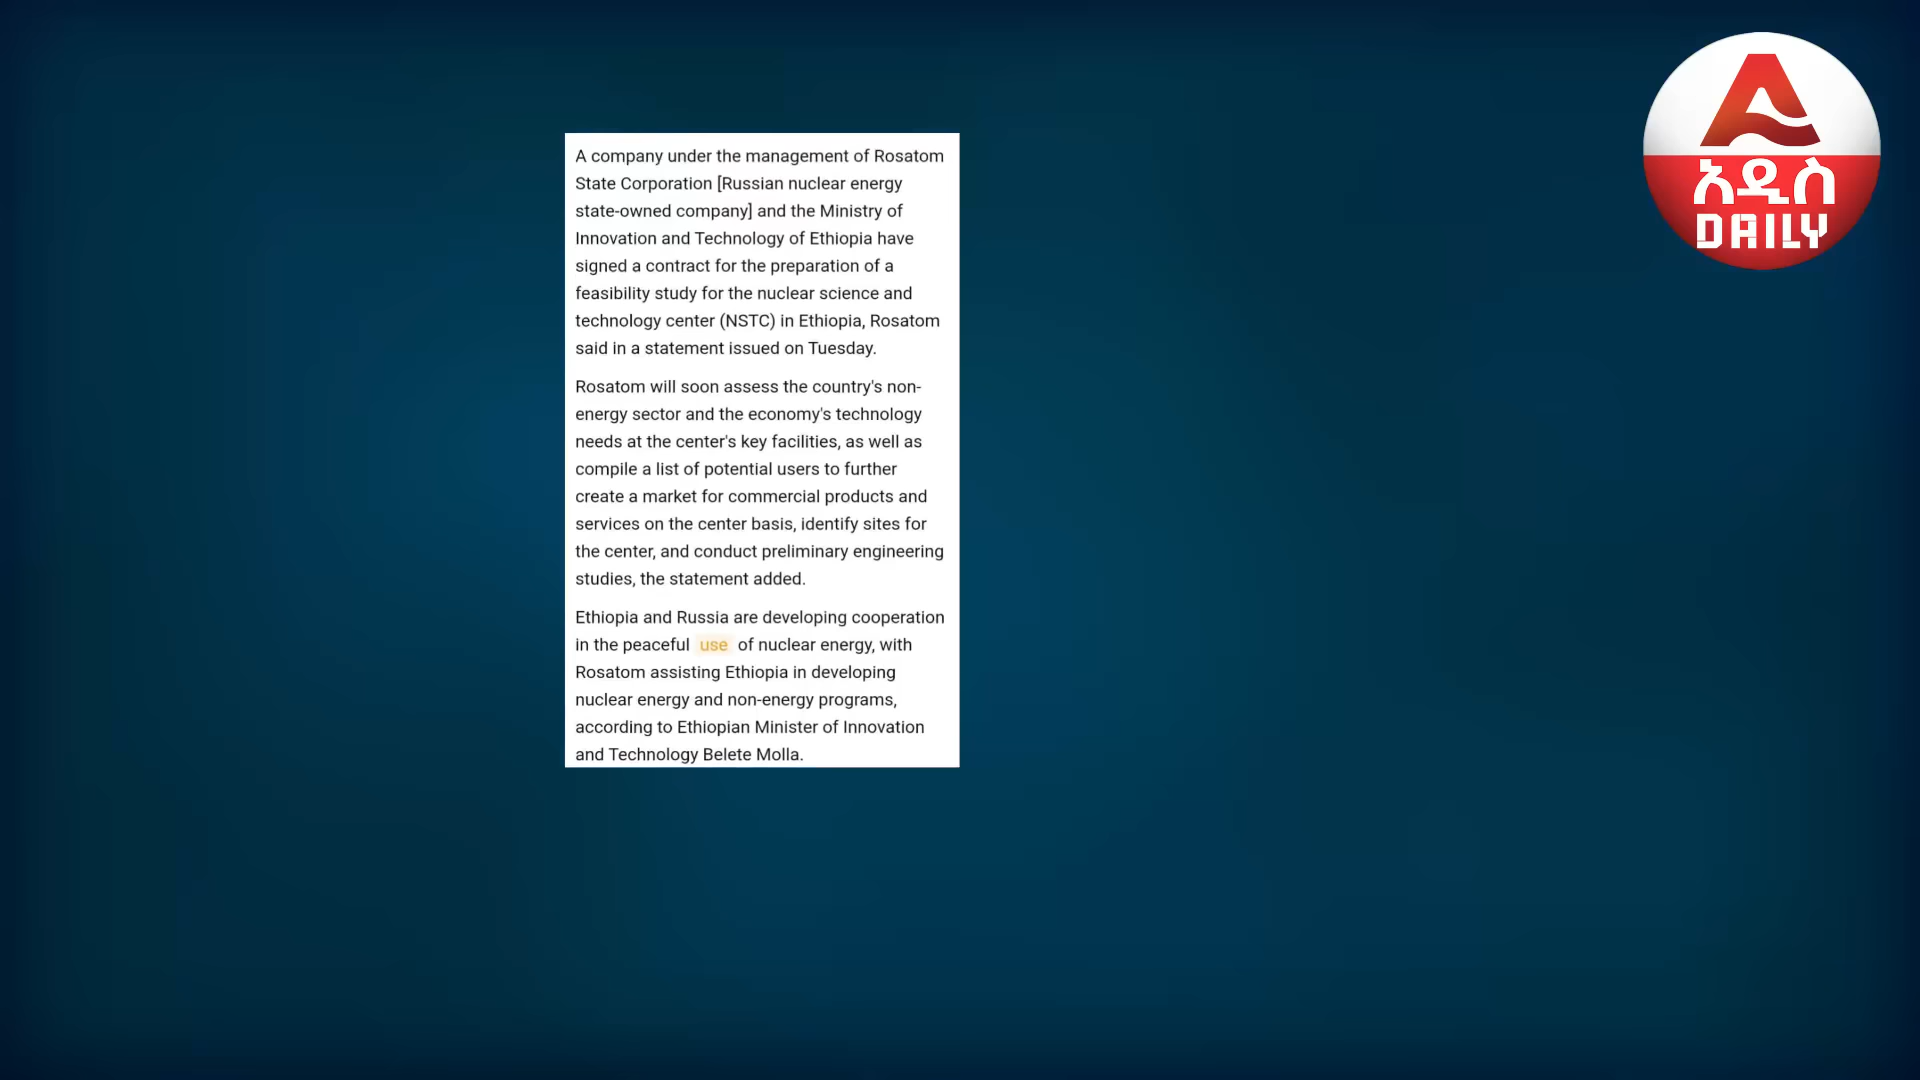 A company under the management of Rosatom
State Corporation [Russian nuclear energy
state-owned company] and the Ministry of
Innovation and Technology of Ethiopia have
signed a contract for the preparation of a
feasibility study for the nuclear science and
technology center (NSTC) in Ethiopia, Rosatom
said in a statement issued on Tuesday.
Rosatom will soon assess the country's non-
energy sector and the economy's technology
needs at the center's key facilities, as well as
compile a list of potential users to further
create a market for commercial products and
services on the center basis, identify sites for
the center, and conduct preliminary engineering
studies, the statement added.
Ethiopia and Russia are developing cooperation
in the peaceful use of nuclear energy, with
Rosatom assisting Ethiopia in developing
nuclear energy and non-energy programs,
according to Ethiopian Minister of Innovation
and Technology Belete Molla.
አዲስ
DAILY